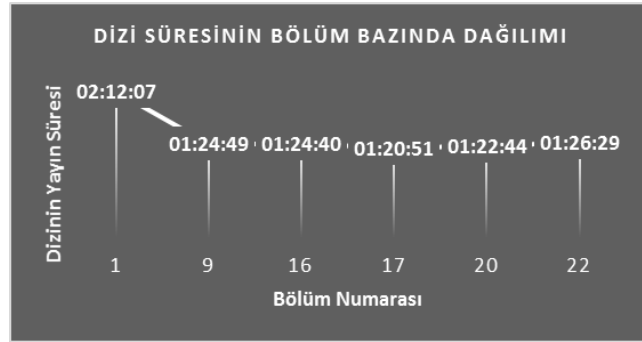 DİZİ SÜRESİNİN BÖLÜM BAZINDA DAĞILIMI
Dizinin Yayın Süresi
02:12:07
01:24:49
01:24:40
01:20:51
01:22:44
01:26:29
1 9 16 17 20 22
Bölüm Numarası